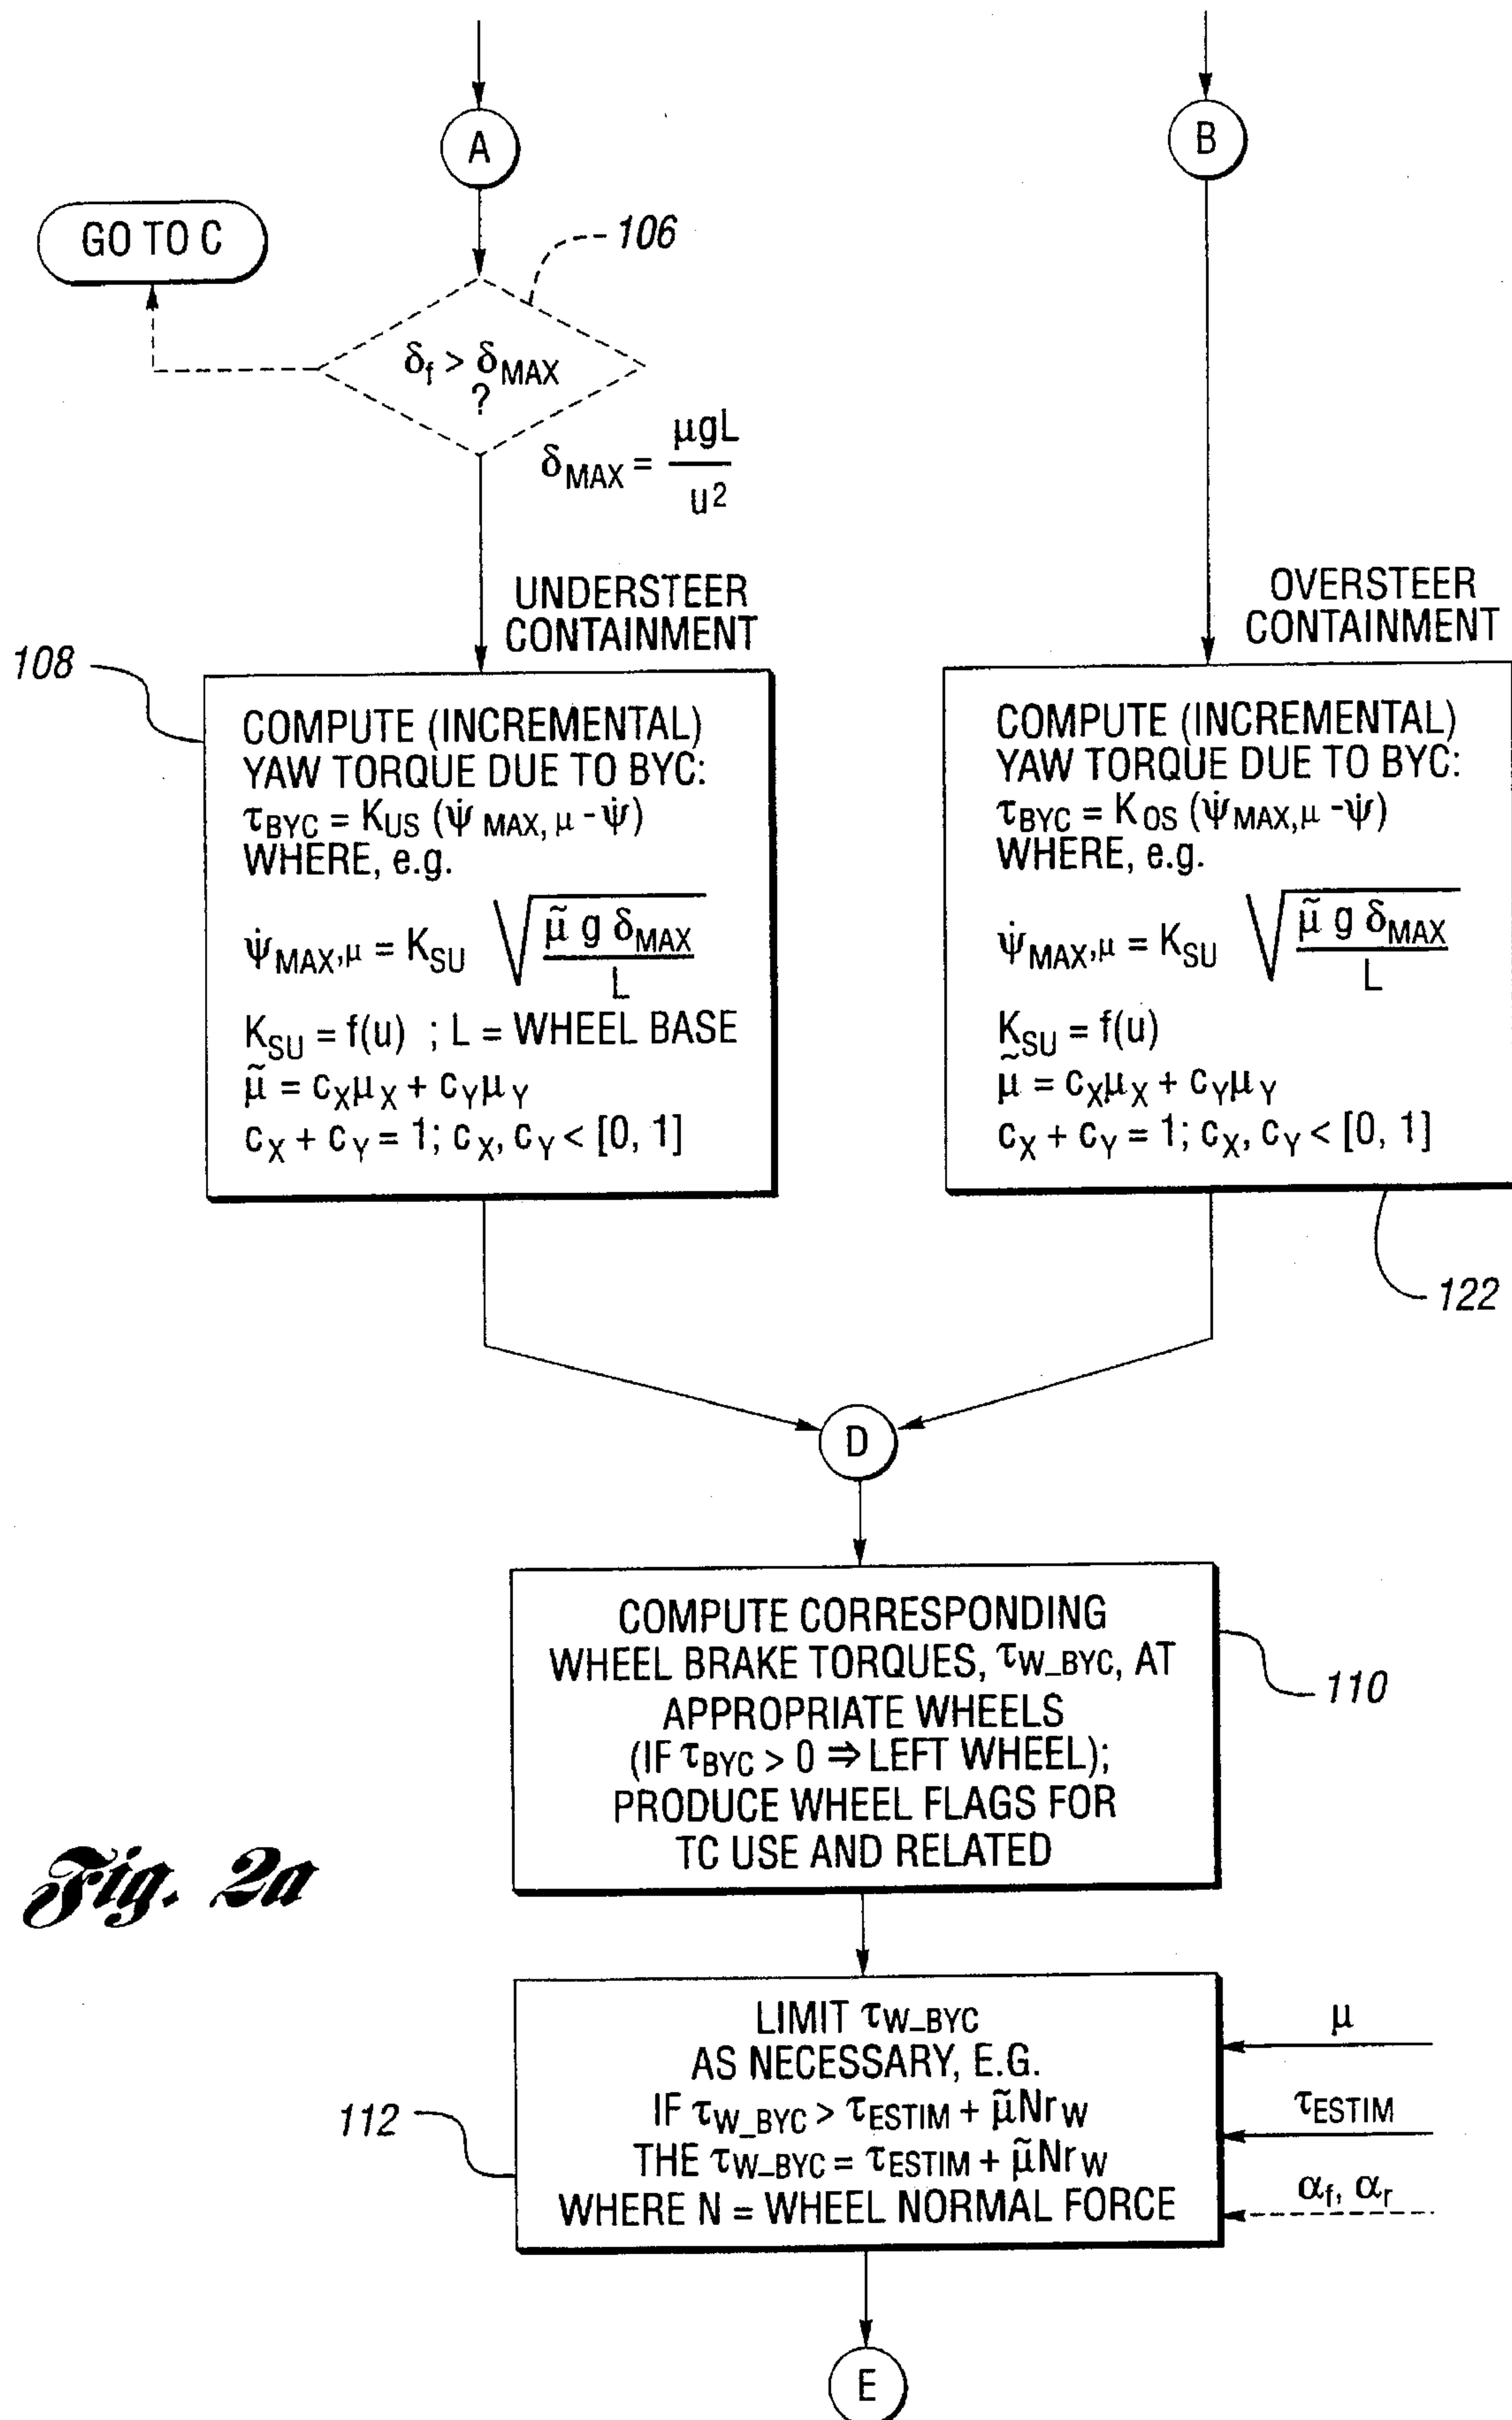 A
B
GO TO C
106
δf > δMAX
?
δMAX = μgL
u2
UNDERSTEER
CONTAINMENT
OVERSTEER
CONTAINMENT
108
COMPUTE (INCREMENTAL)
YAW TORQUE DUE TO BYC:
τBYC = KUS (ψ̇ MAX, μ - ψ̇)
WHERE, e.g.
ψ̇MAX,μ = KSU √ μ̃ g δMAX
L
KSU = f(u) ; L = WHEEL BASE
μ̃ = cXμX + cYμY
cX + cY = 1; cX, cY < [0, 1]
COMPUTE (INCREMENTAL)
YAW TORQUE DUE TO BYC:
τBYC = KOS (ψ̇MAX,μ - ψ̇)
WHERE, e.g.
ψ̇MAX,μ = KSU √ μ̃ g δMAX
L
KSU = f(u)
μ̃ = cXμX + cYμY
cX + cY = 1; cX, cY < [0, 1]
122
D
COMPUTE CORRESPONDING
WHEEL BRAKE TORQUES, τW_BYC, AT
APPROPRIATE WHEELS
(IF τBYC > 0 ⇒ LEFT WHEEL);
PRODUCE WHEEL FLAGS FOR
TC USE AND RELATED
110
Fig. 2a
LIMIT τW_BYC
AS NECESSARY, E.G.
IF τW_BYC > τESTIM + μ̃NrW
THE τW_BYC = τESTIM + μ̃NrW
WHERE N = WHEEL NORMAL FORCE
112
μ
τESTIM
αf, αr
E